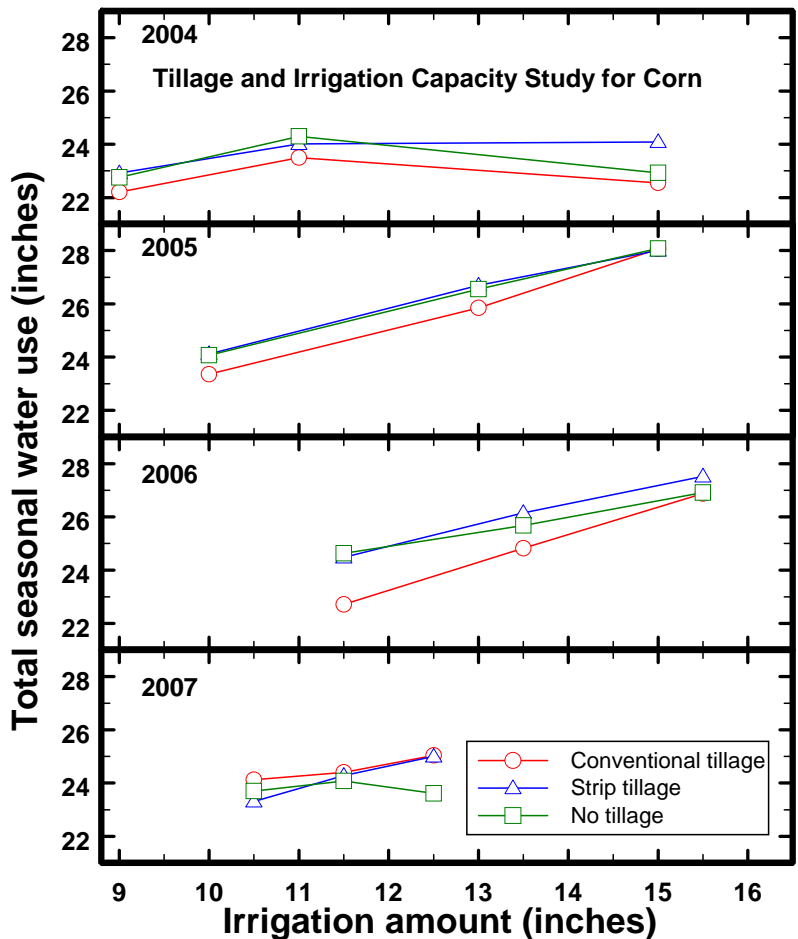 Total seasonal water use (inches)
2004
Tillage and Irrigation Capacity Study for Corn
28
26
24
22
2005
28
26
24
22
2006
28
26
24
22
2007
28
26
24
22
Conventional tillage
Strip tillage
No tillage
9 10 11 12 13 14 15 16
Irrigation amount (inches)